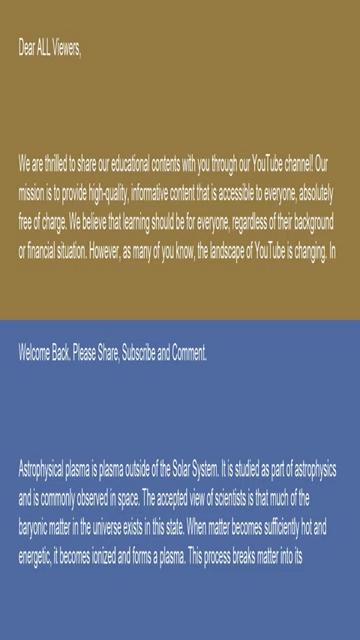 Dear ALL Viewers,
We are thrilled to share our educational contents with you through our YouTube channel! Our
mission is to provide high-quality, informative content that is accessible to everyone, absolutely
free of charge. We believe that learning should be for everyone, regardless of their background
or financial situation. However, as many of you know, the landscape of YouTube is changing. In
Welcome Back. Please Share, Subscribe and Comment.
Astrophysical plasma is plasma outside of the Solar System. It is studied as part of astrophysics
and is commonly observed in space. The accepted view of scientists is that much of the
baryonic matter in the universe exists in this state. When matter becomes sufficiently hot and
energetic, it becomes ionized and forms a plasma. This process breaks matter into its